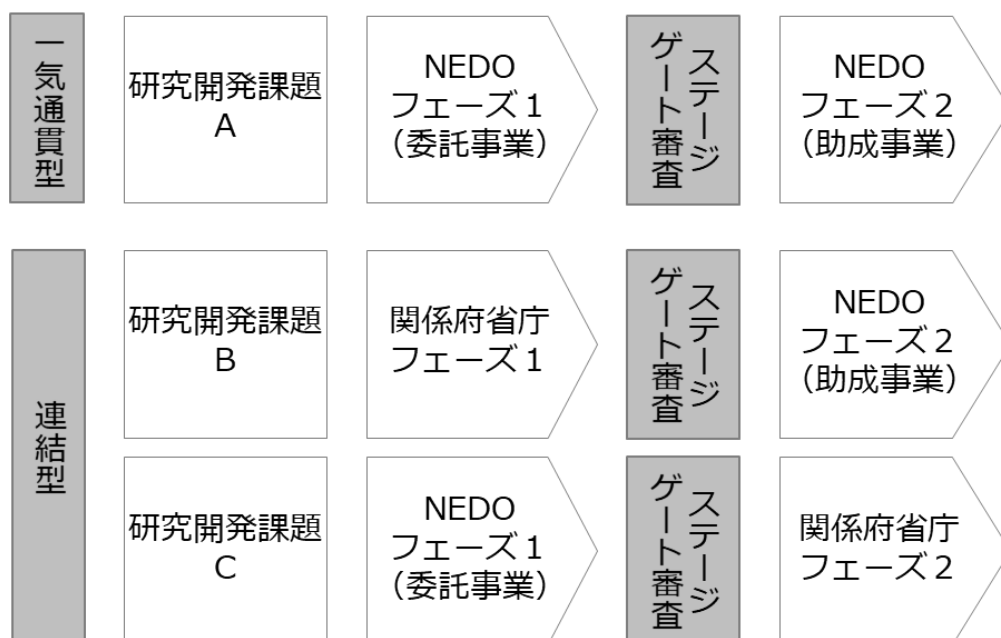 一気通貫型
研究開発課題
A
NEDO
フェーズ１
（委託事業）
ステージ
ゲート審査
NEDO
フェーズ２
（助成事業）
連結型
研究開発課題
B
関係府省庁
フェーズ１
ステージ
ゲート審査
NEDO
フェーズ２
（助成事業）
研究開発課題
C
NEDO
フェーズ１
（委託事業）
ステージ
ゲート審査
関係府省庁
フェーズ２